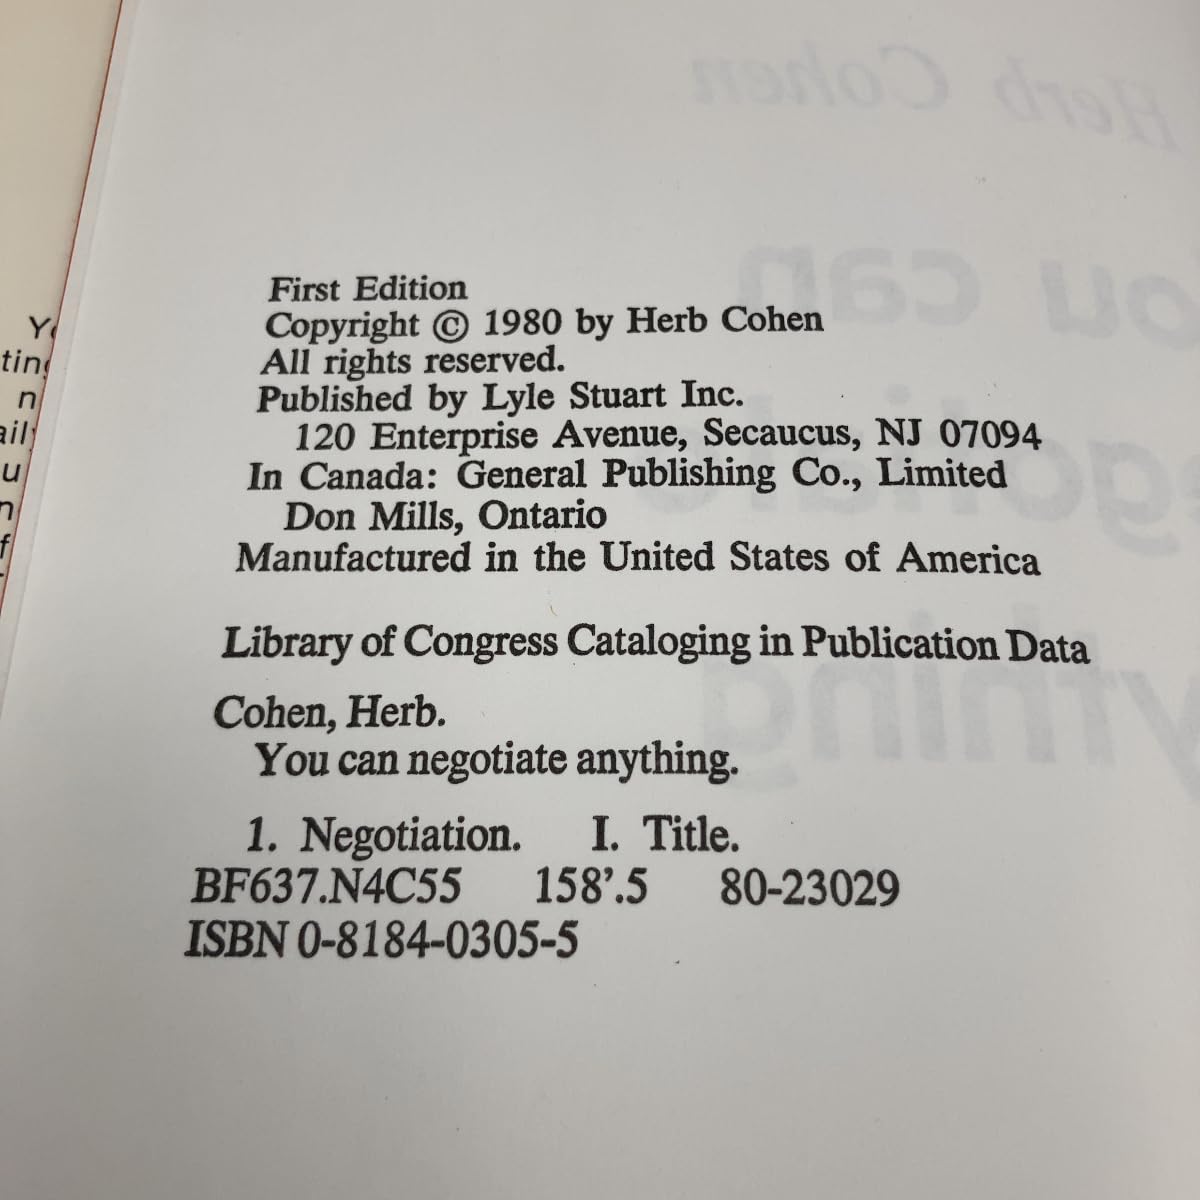 First Edition
Copyright © 1980 by Herb Cohen
All rights reserved.
Published by Lyle Stuart Inc.
120 Enterprise Avenue, Secaucus, NJ 07094
In Canada: General Publishing Co., Limited
Don Mills, Ontario
Manufactured in the United States of America
Library of Congress Cataloging in Publication Data
Cohen, Herb.
You can negotiate anything.
1. Negotiation. I. Title.
BF637.N4C55 158'.5 80-23029
ISBN 0-8184-0305-5